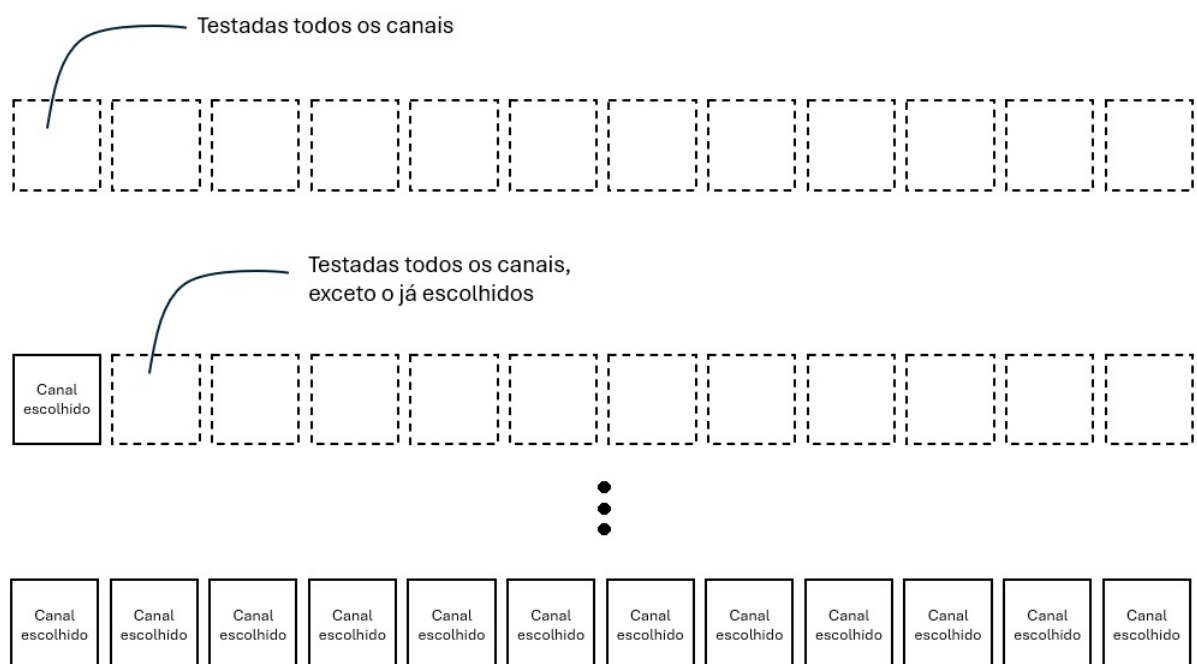 Testadas todos os canais
Testadas todos os canais,
exceto o já escolhidos
Canal
escolhido
Canal
escolhido
Canal
escolhido
Canal
escolhido
Canal
escolhido
Canal
escolhido
Canal
escolhido
Canal
escolhido
Canal
escolhido
Canal
escolhido
Canal
escolhido
Canal
escolhido
Canal
escolhido